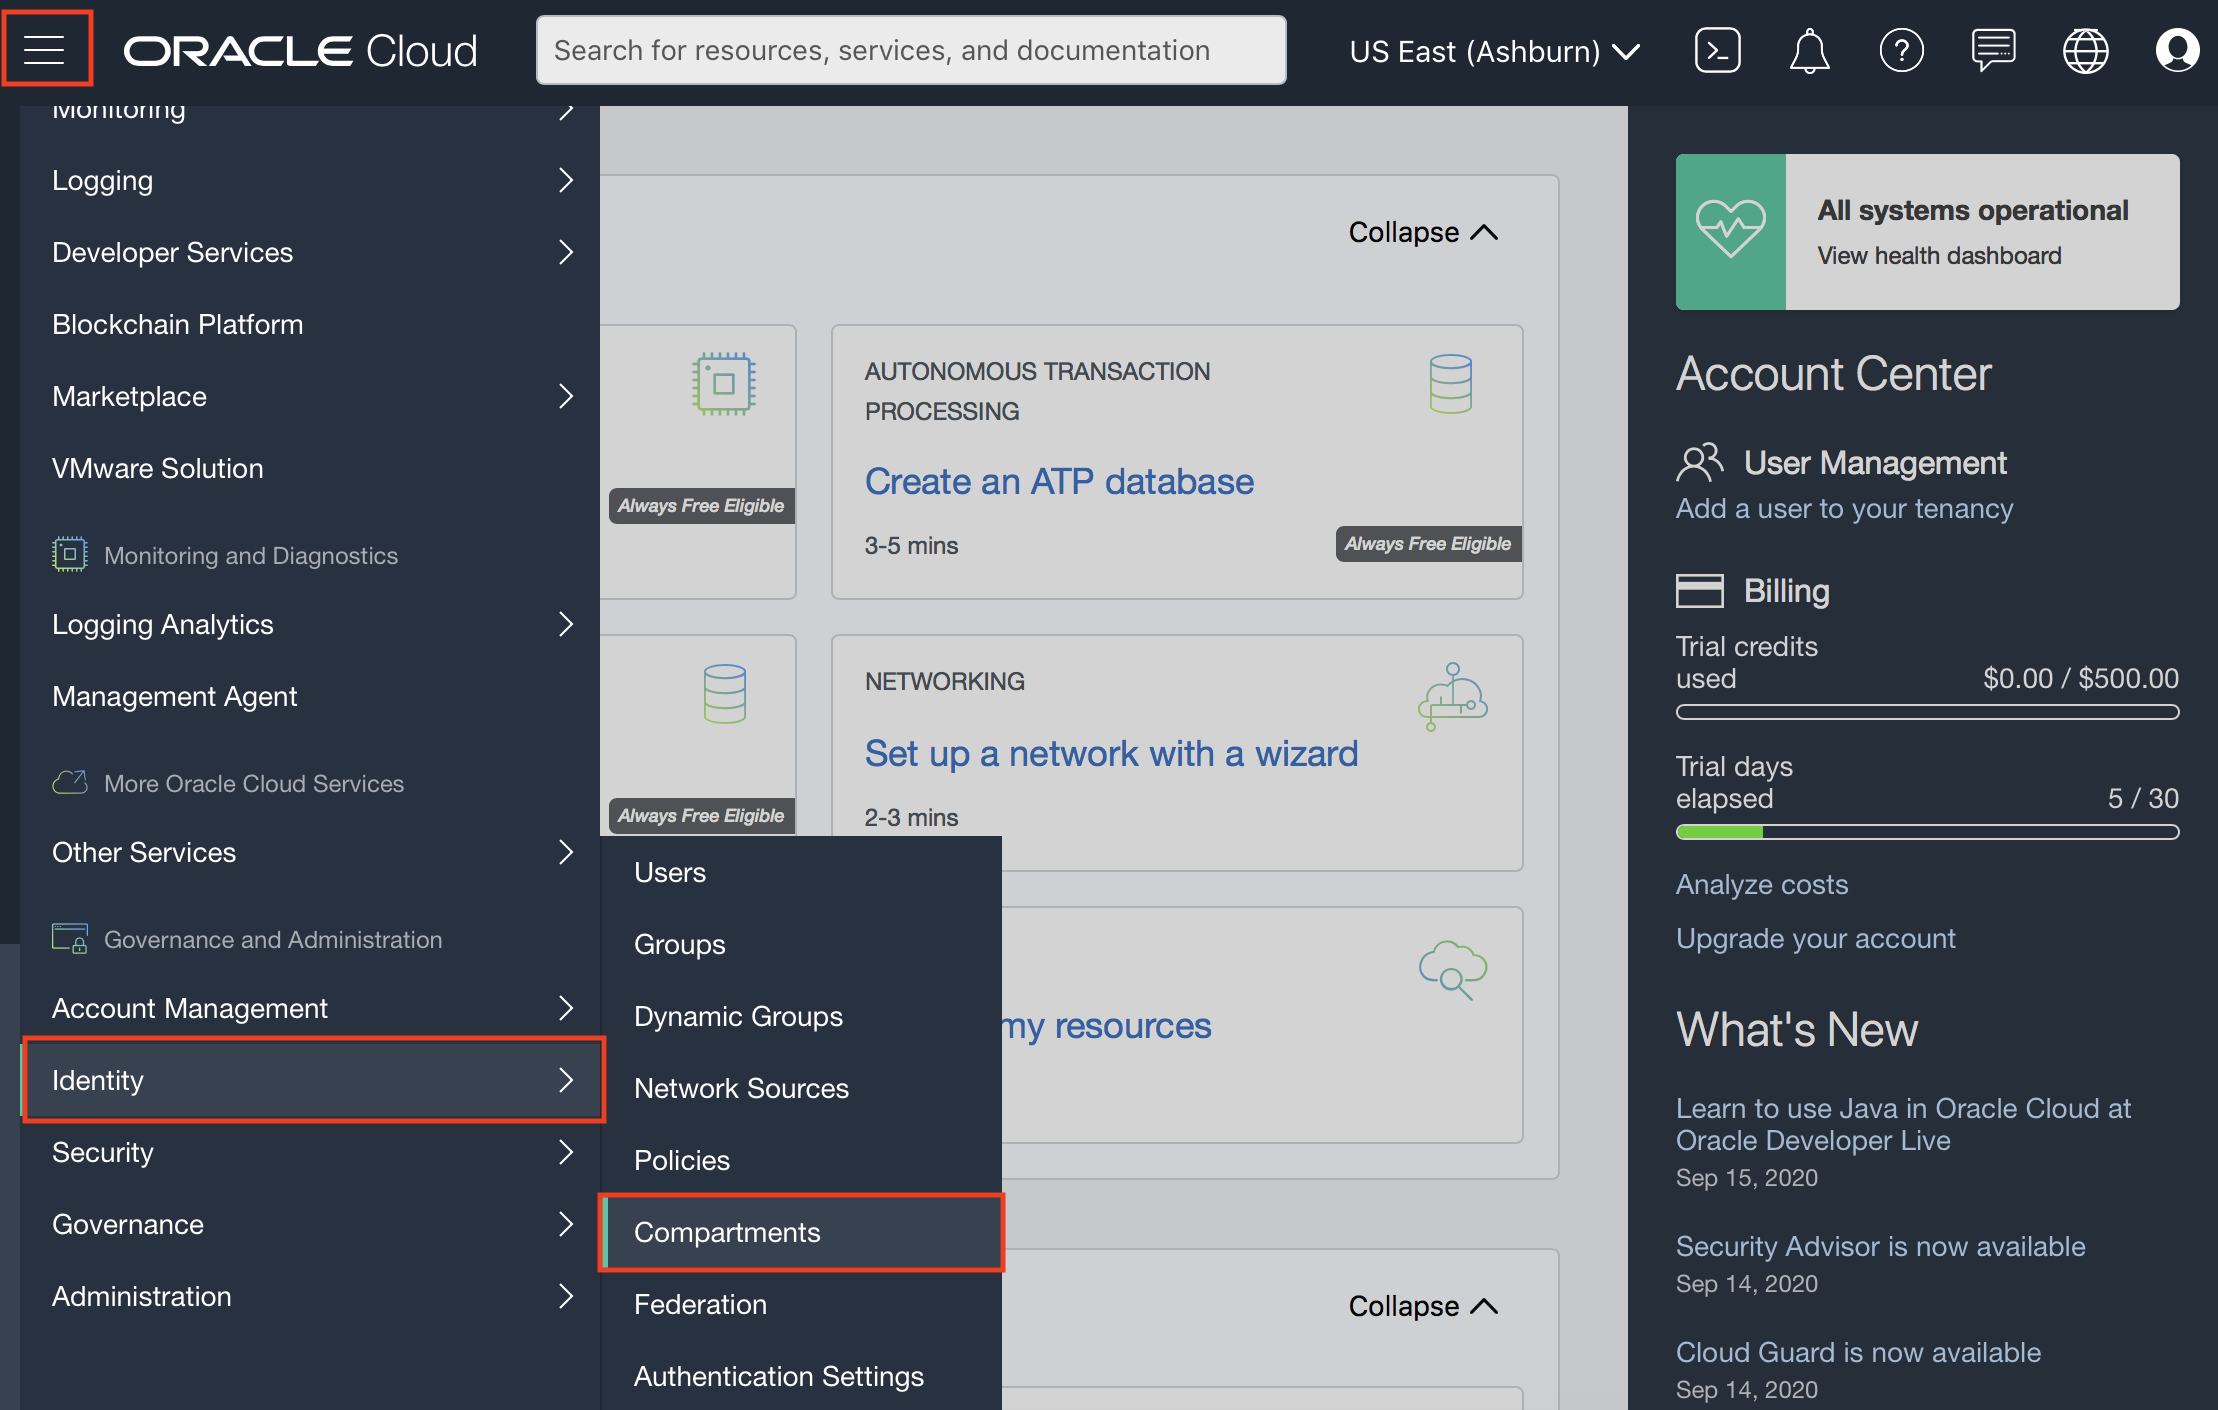 ORACLE Cloud
Search for resources, services, and documentation
US East (Ashburn)
Monitoring
Logging
Developer Services
Blockchain Platform
Marketplace
VMware Solution
Monitoring and Diagnostics
Logging Analytics
Management Agent
More Oracle Cloud Services
Other Services
Governance and Administration
Account Management
Identity
Security
Governance
Administration
Users
Groups
Dynamic Groups
Network Sources
Policies
Compartments
Federation
Authentication Settings
Collapse
Always Free Eligible
AUTONOMOUS TRANSACTION
PROCESSING
Create an ATP database
3-5 mins
Always Free Eligible
Always Free Eligible
NETWORKING
Set up a network with a wizard
2-3 mins
my resources
Collapse
All systems operational
View health dashboard
Account Center
User Management
Add a user to your tenancy
Billing
Trial credits
used $0.00 / $500.00
Trial days
elapsed 5 / 30
Analyze costs
Upgrade your account
What's New
Learn to use Java in Oracle Cloud at
Oracle Developer Live
Sep 15, 2020
Security Advisor is now available
Sep 14, 2020
Cloud Guard is now available
Sep 14, 2020